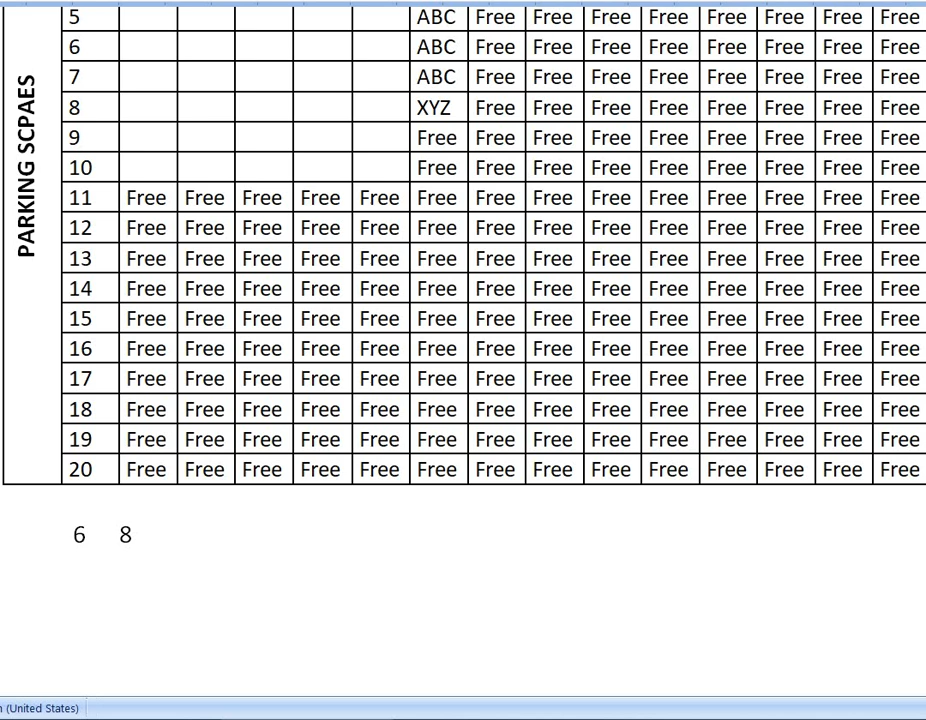 PARKING SCPAES
5 ABC Free Free Free Free Free Free Free Free
6 ABC Free Free Free Free Free Free Free Free
7 ABC Free Free Free Free Free Free Free Free
8 XYZ Free Free Free Free Free Free Free Free
9 Free Free Free Free Free Free Free Free Free
10 Free Free Free Free Free Free Free Free Free
11 Free Free Free Free Free Free Free Free Free Free Free Free Free Free
12 Free Free Free Free Free Free Free Free Free Free Free Free Free Free
13 Free Free Free Free Free Free Free Free Free Free Free Free Free Free
14 Free Free Free Free Free Free Free Free Free Free Free Free Free Free
15 Free Free Free Free Free Free Free Free Free Free Free Free Free Free
16 Free Free Free Free Free Free Free Free Free Free Free Free Free Free
17 Free Free Free Free Free Free Free Free Free Free Free Free Free Free
18 Free Free Free Free Free Free Free Free Free Free Free Free Free Free
19 Free Free Free Free Free Free Free Free Free Free Free Free Free Free
20 Free Free Free Free Free Free Free Free Free Free Free Free Free Free
6 8
(United States)